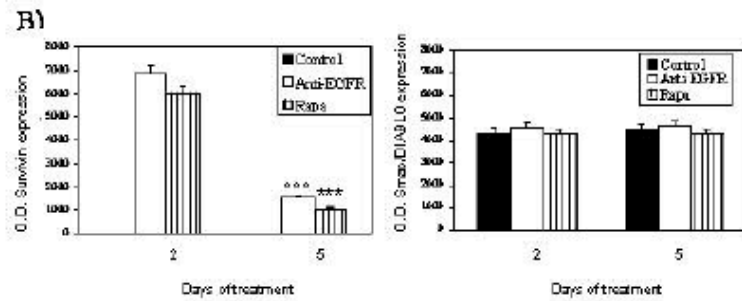 B)
O.D. Survivin expression
8000
7000
6000
5000
4000
3000
2000
1000
0
Control
Anti-EGFR
Rapa
°°°
***
2
5
Days of treatment
O.D. Smac/DIABLO expression
8000
7000
6000
5000
4000
3000
2000
1000
0
Control
Anti EGFR
Rapa
2
5
Days of treatment